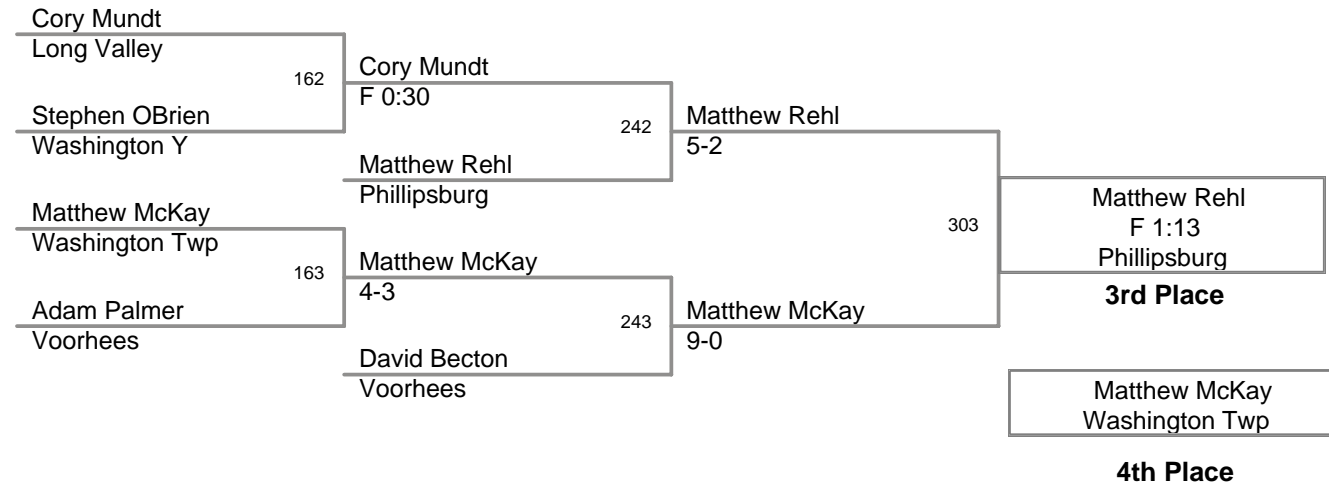 Cory Mundt
Long Valley
162
Stephen OBrien
Washington Y
Cory Mundt
F 0:30
242
Matthew Rehl
Phillipsburg
Matthew McKay
Washington Twp
163
Adam Palmer
Voorhees
Matthew McKay
4-3
243
David Becton
Voorhees
Matthew Rehl
5-2
303
Matthew McKay
9-0
Matthew Rehl
F 1:13
Phillipsburg
3rd Place
Matthew McKay
Washington Twp
4th Place